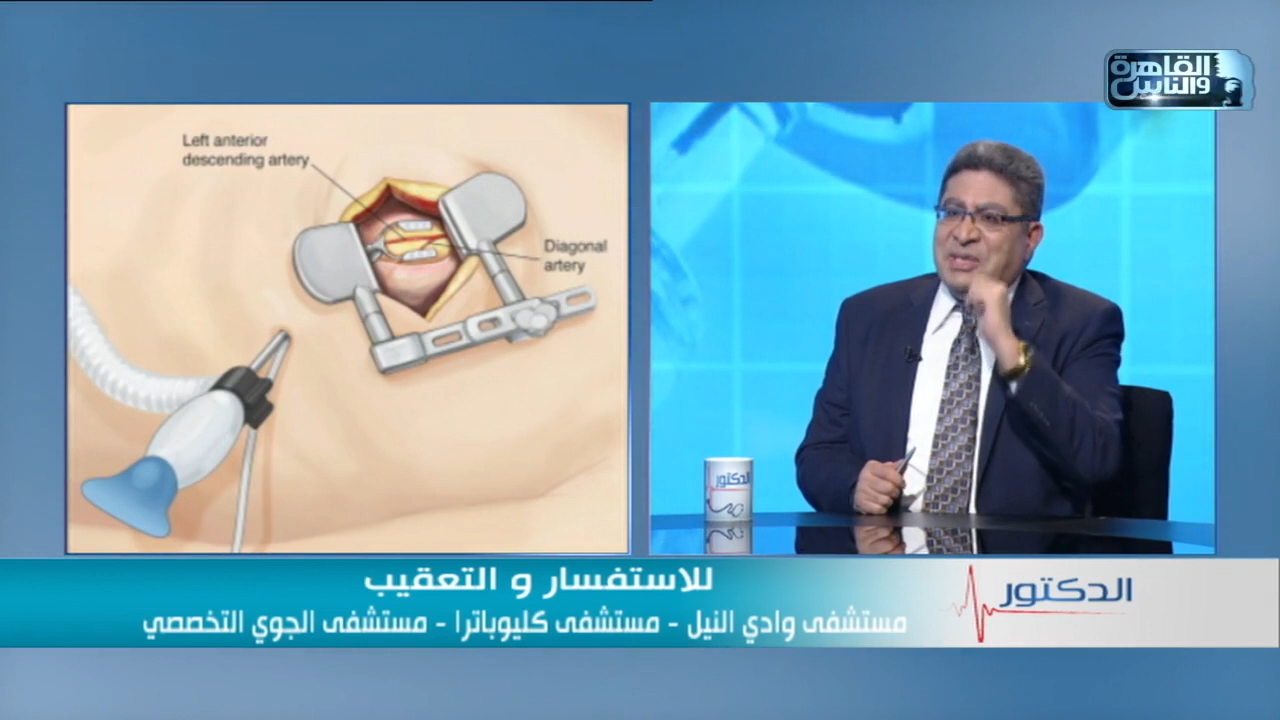 القاهرة
والناس
Left anterior
descending artery
Diagonal
artery
الدكتور
للاستفسار و التعقيب
مستشفى وادي النيل - مستشفى كليوباترا - مستشفى الجوي التخصصي
الدكتور